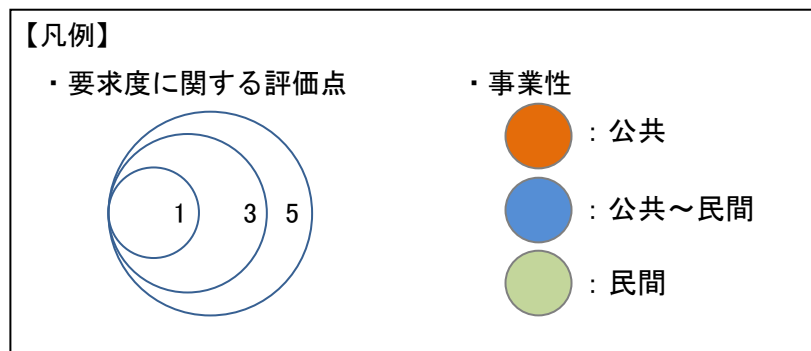 【凡例】
・要求度に関する評価点
1 3 5
・事業性
：公共
：公共～民間
：民間